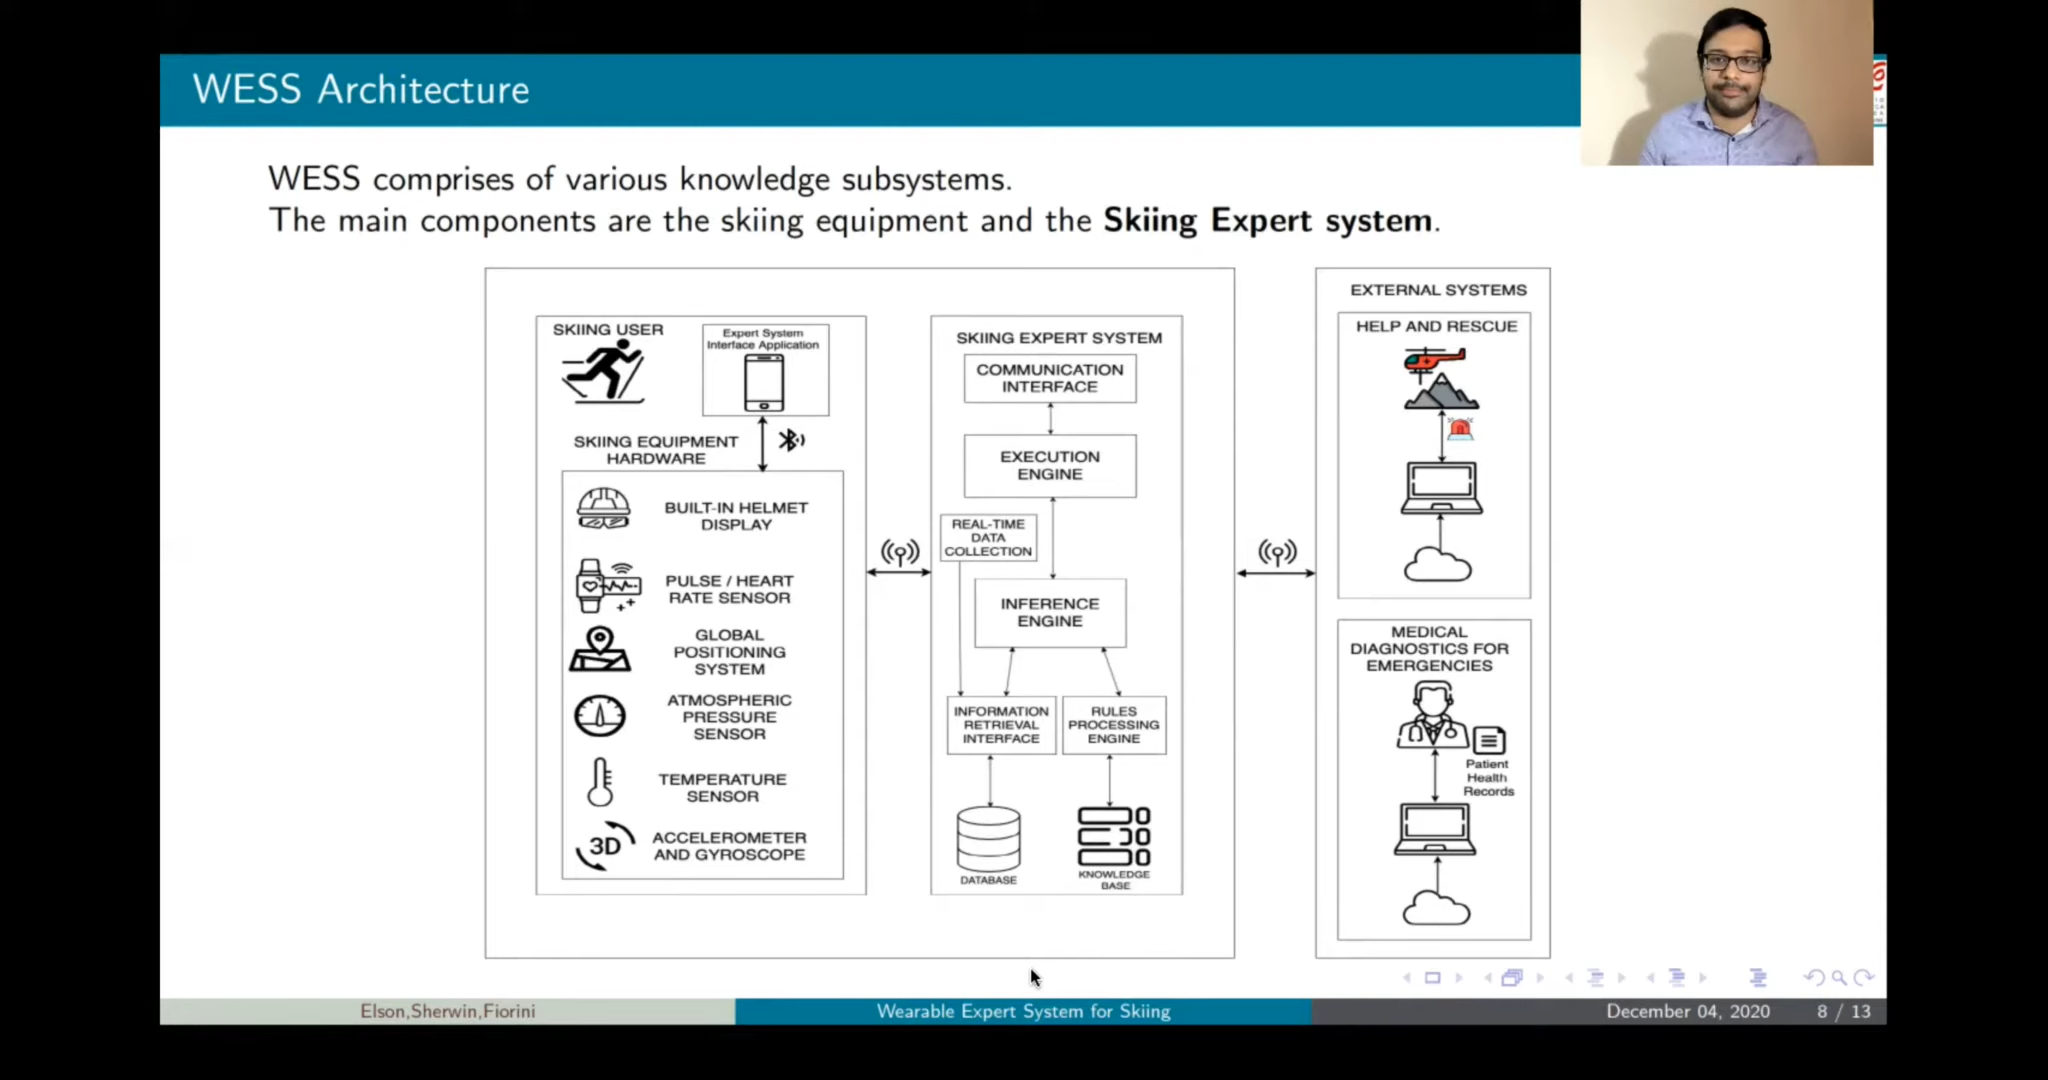 WESS Architecture
WESS comprises of various knowledge subsystems.
The main components are the skiing equipment and the Skiing Expert system.
SKIING USER
Expert System
Interface Application
SKIING EQUIPMENT
HARDWARE
BUILT-IN HELMET
DISPLAY
PULSE / HEART
RATE SENSOR
GLOBAL
POSITIONING
SYSTEM
ATMOSPHERIC
PRESSURE
SENSOR
TEMPERATURE
SENSOR
3D
ACCELEROMETER
AND GYROSCOPE
SKIING EXPERT SYSTEM
COMMUNICATION
INTERFACE
EXECUTION
ENGINE
REAL-TIME
DATA
COLLECTION
INFERENCE
ENGINE
INFORMATION
RETRIEVAL
INTERFACE
RULES
PROCESSING
ENGINE
DATABASE
KNOWLEDGE
BASE
EXTERNAL SYSTEMS
HELP AND RESCUE
MEDICAL
DIAGNOSTICS FOR
EMERGENCIES
Patient
Health
Records
Elson,Sherwin,Fiorini
Wearable Expert System for Skiing
December 04, 2020
8 / 13